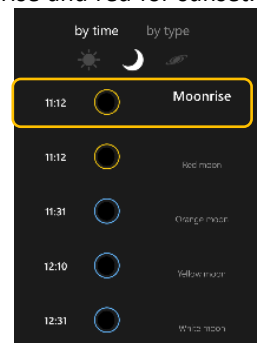 rise and red for sunset.
by time by type
11:12 Moonrise
11:12 Red moon
11:31 Orange moon
12:10 Yellow moon
12:31 White moon